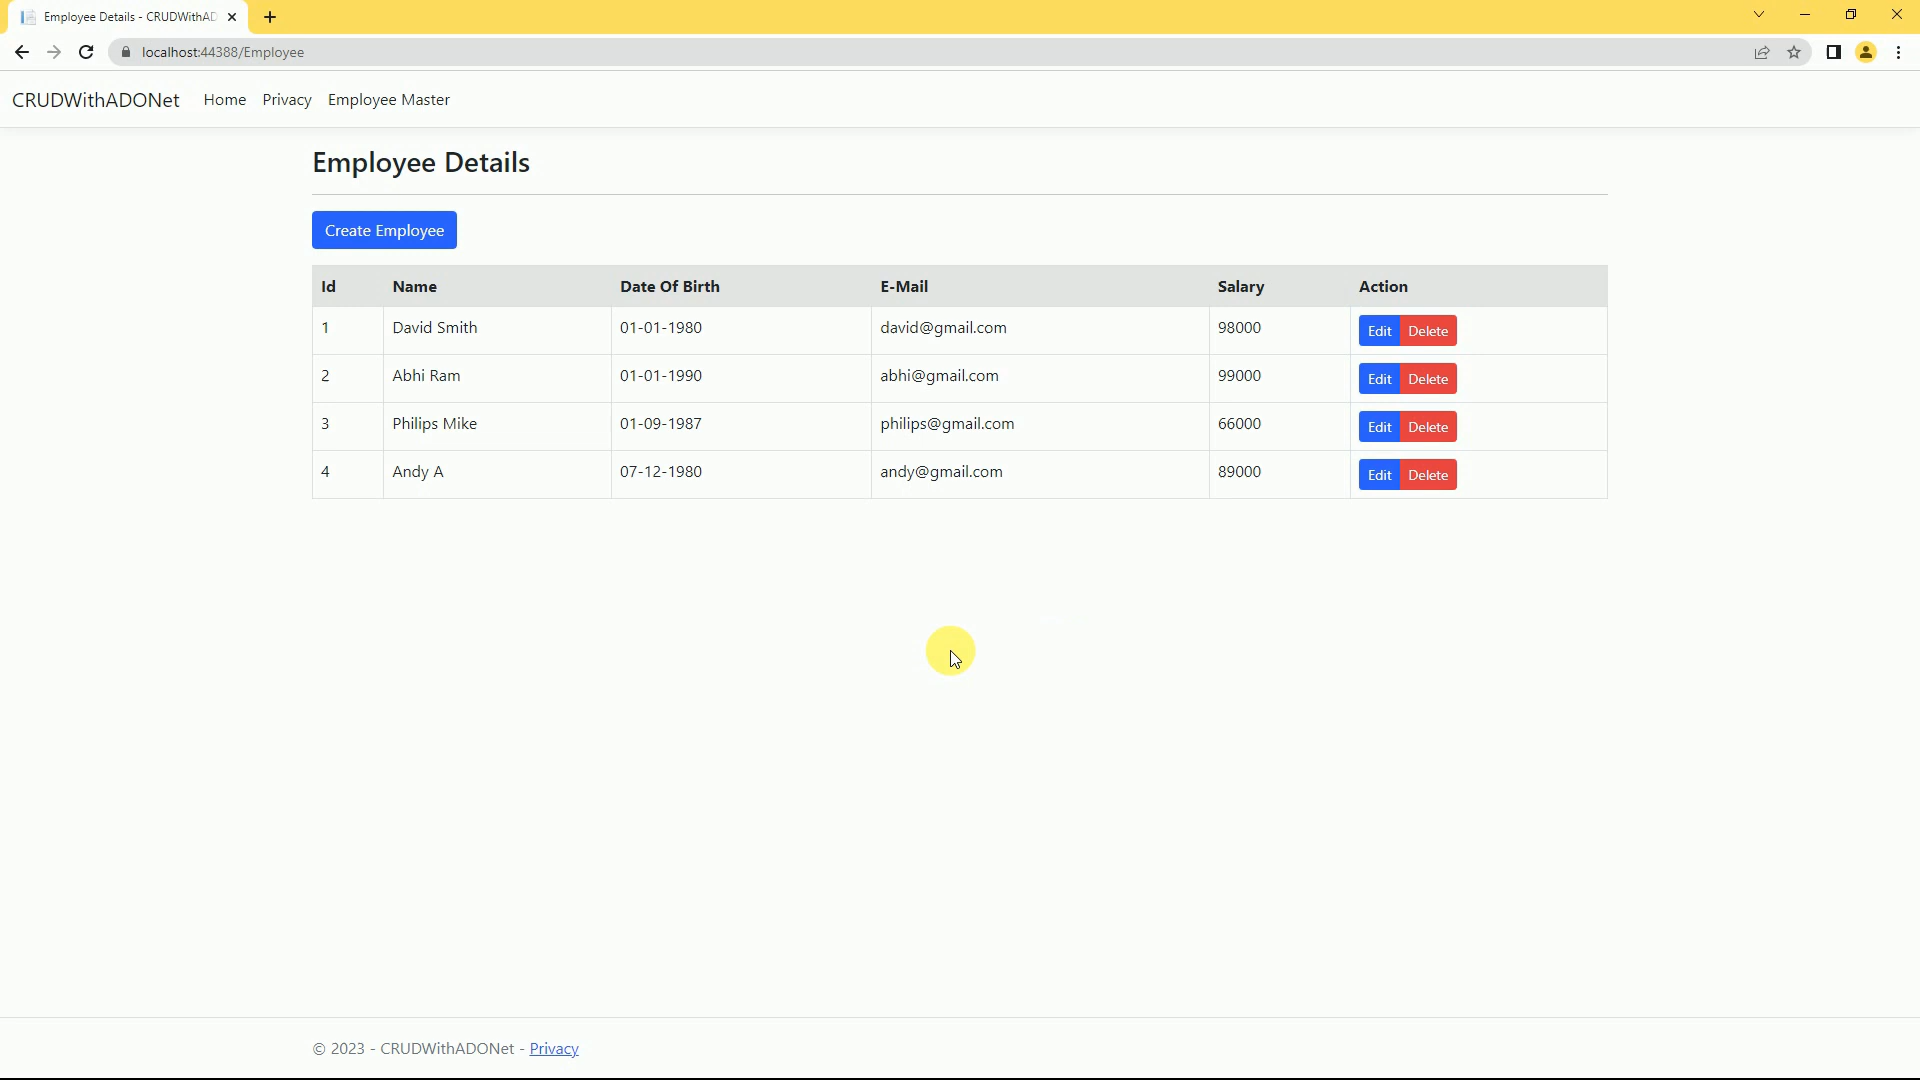 Employee Details - CRUDWithAD
localhost:44388/Employee
CRUDWithADONet Home Privacy Employee Master
Employee Details
Create Employee
Id Name Date Of Birth E-Mail Salary Action
1 David Smith 01-01-1980 david@gmail.com 98000 Edit Delete
2 Abhi Ram 01-01-1990 abhi@gmail.com 99000 Edit Delete
3 Philips Mike 01-09-1987 philips@gmail.com 66000 Edit Delete
4 Andy A 07-12-1980 andy@gmail.com 89000 Edit Delete
© 2023 - CRUDWithADONet - Privacy